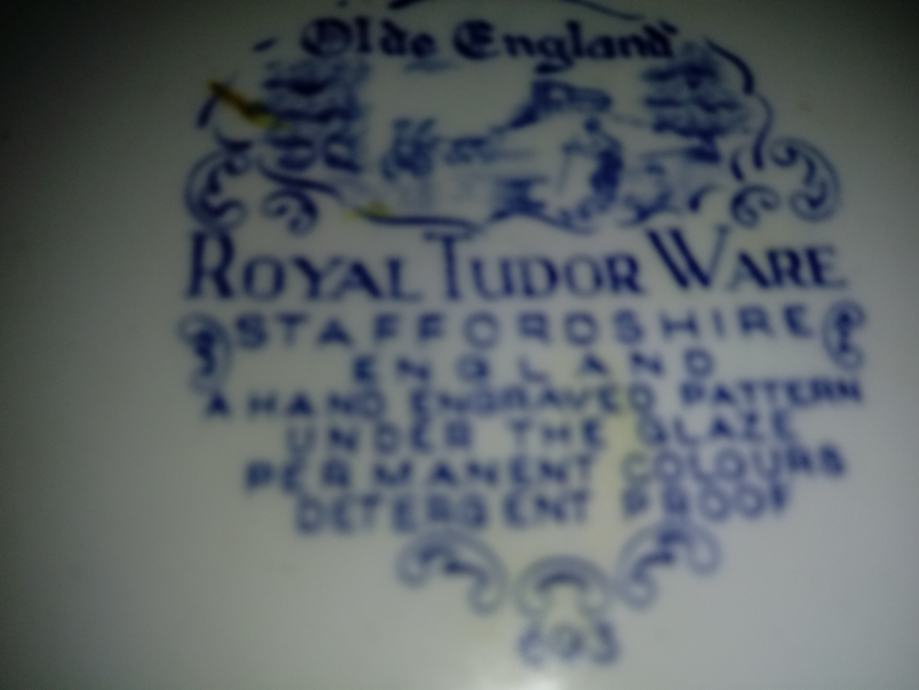 Olde England
ROYAL TUDOR WARE
STAFFORDSHIRE
ENGLAND
A HAND ENGRAVED PATTERN
UNDER THE GLAZE
PERMANENT COLOURS
DETERGENT PROOF